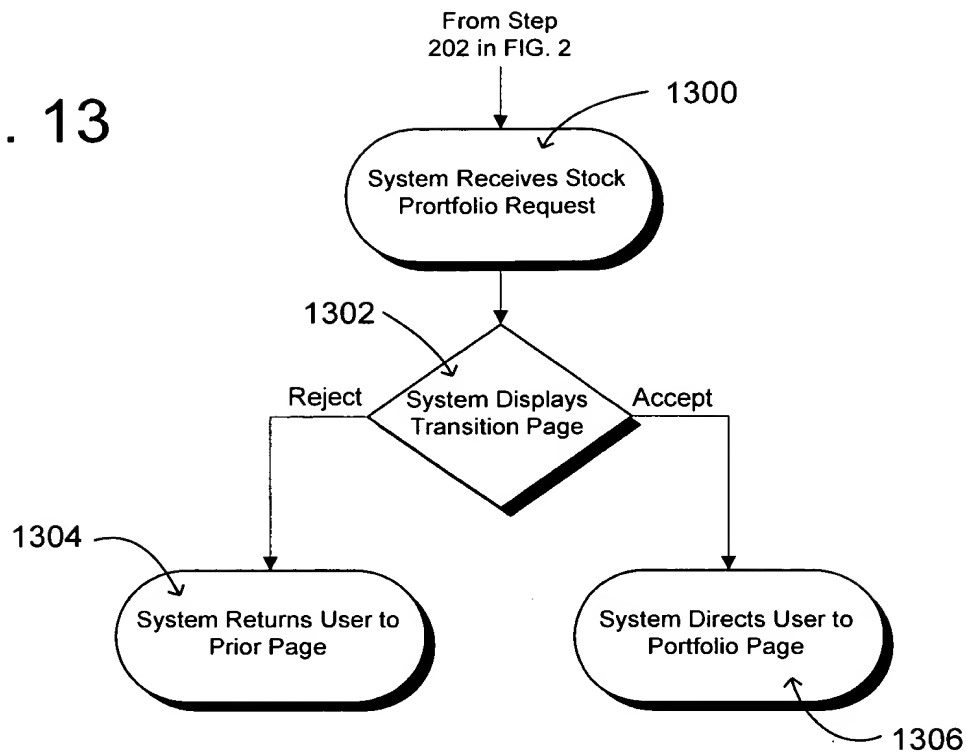 From Step
202 in FIG. 2
. 13
1300
System Receives Stock
Prortfolio Request
1302
Reject
System Displays
Transition Page
Accept
1304
System Returns User to
Prior Page
System Directs User to
Portfolio Page
1306